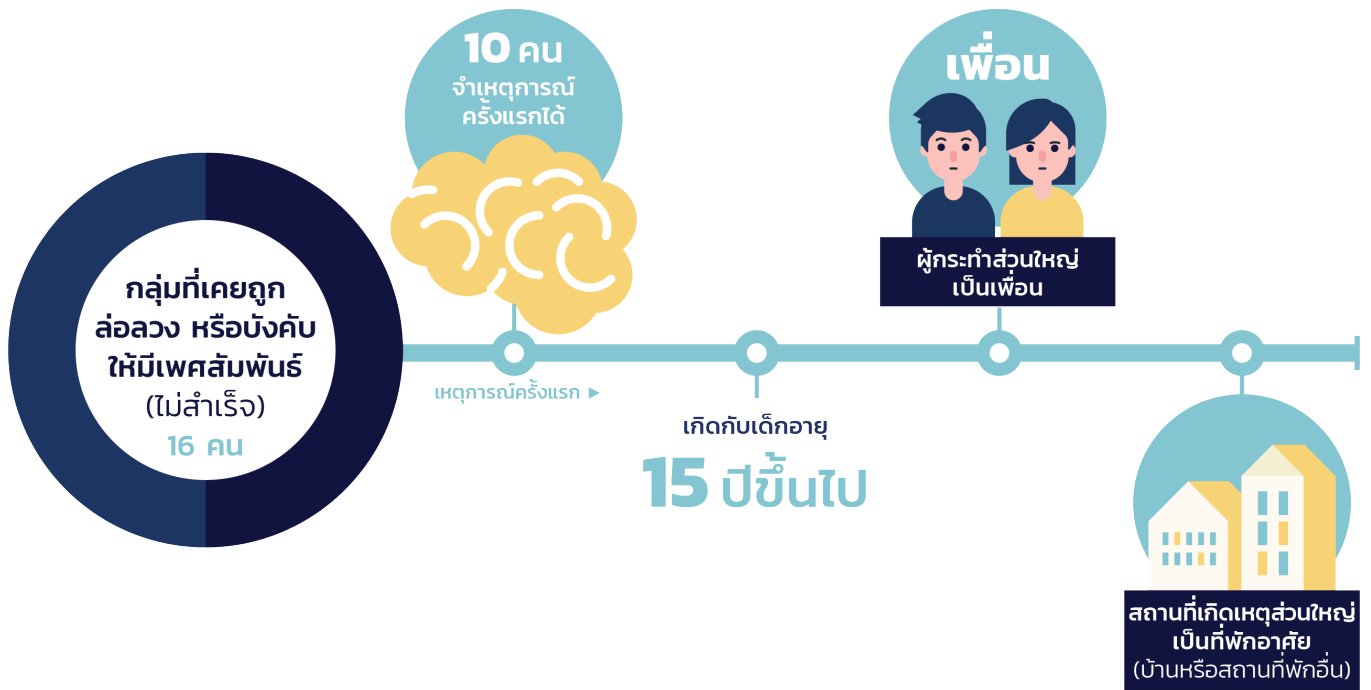 กลุ่มที่เคยถูก
ล่อลวง หรือบังคับ
ให้มีเพศสัมพันธ์
(ไม่สำเร็จ)
16 คน
10 คน
จำเหตุการณ์
ครั้งแรกได้
เหตุการณ์ครั้งแรก ►
เกิดกับเด็กอายุ
15 ปีขึ้นไป
เพื่อน
ผู้กระทำส่วนใหญ่
เป็นเพื่อน
สถานที่เกิดเหตุส่วนใหญ่
เป็นที่พักอาศัย
(บ้านหรือสถานที่พักอื่น)